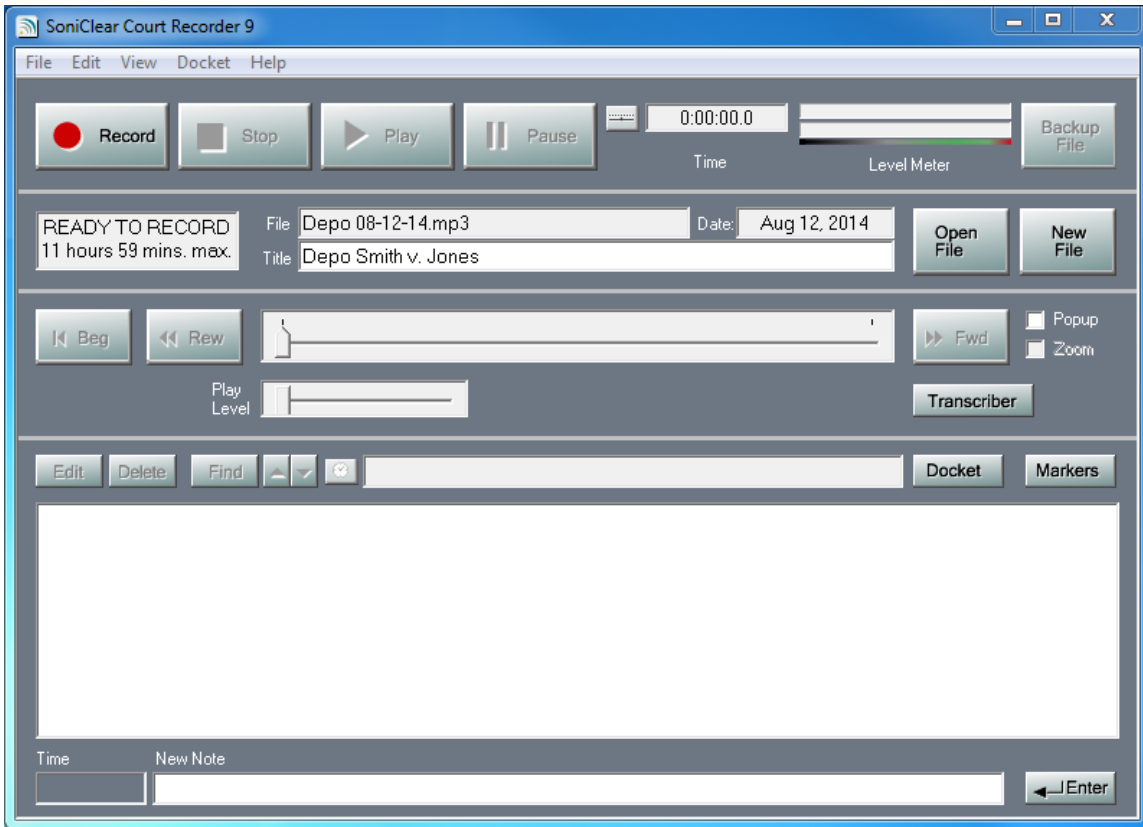 SoniClear Court Recorder 9
File Edit View Docket Help
Record Stop Play Pause 0:00:00.0 Backup File
Time Level Meter
READY TO RECORD
11 hours 59 mins. max.
File Depo 08-12-14.mp3 Date: Aug 12, 2014
Title Depo Smith v. Jones
Open File
New File
Beg Rew Fwd Popup
Zoom
Play Level
Transcriber
Edit Delete Find Docket Markers
Time New Note
Enter